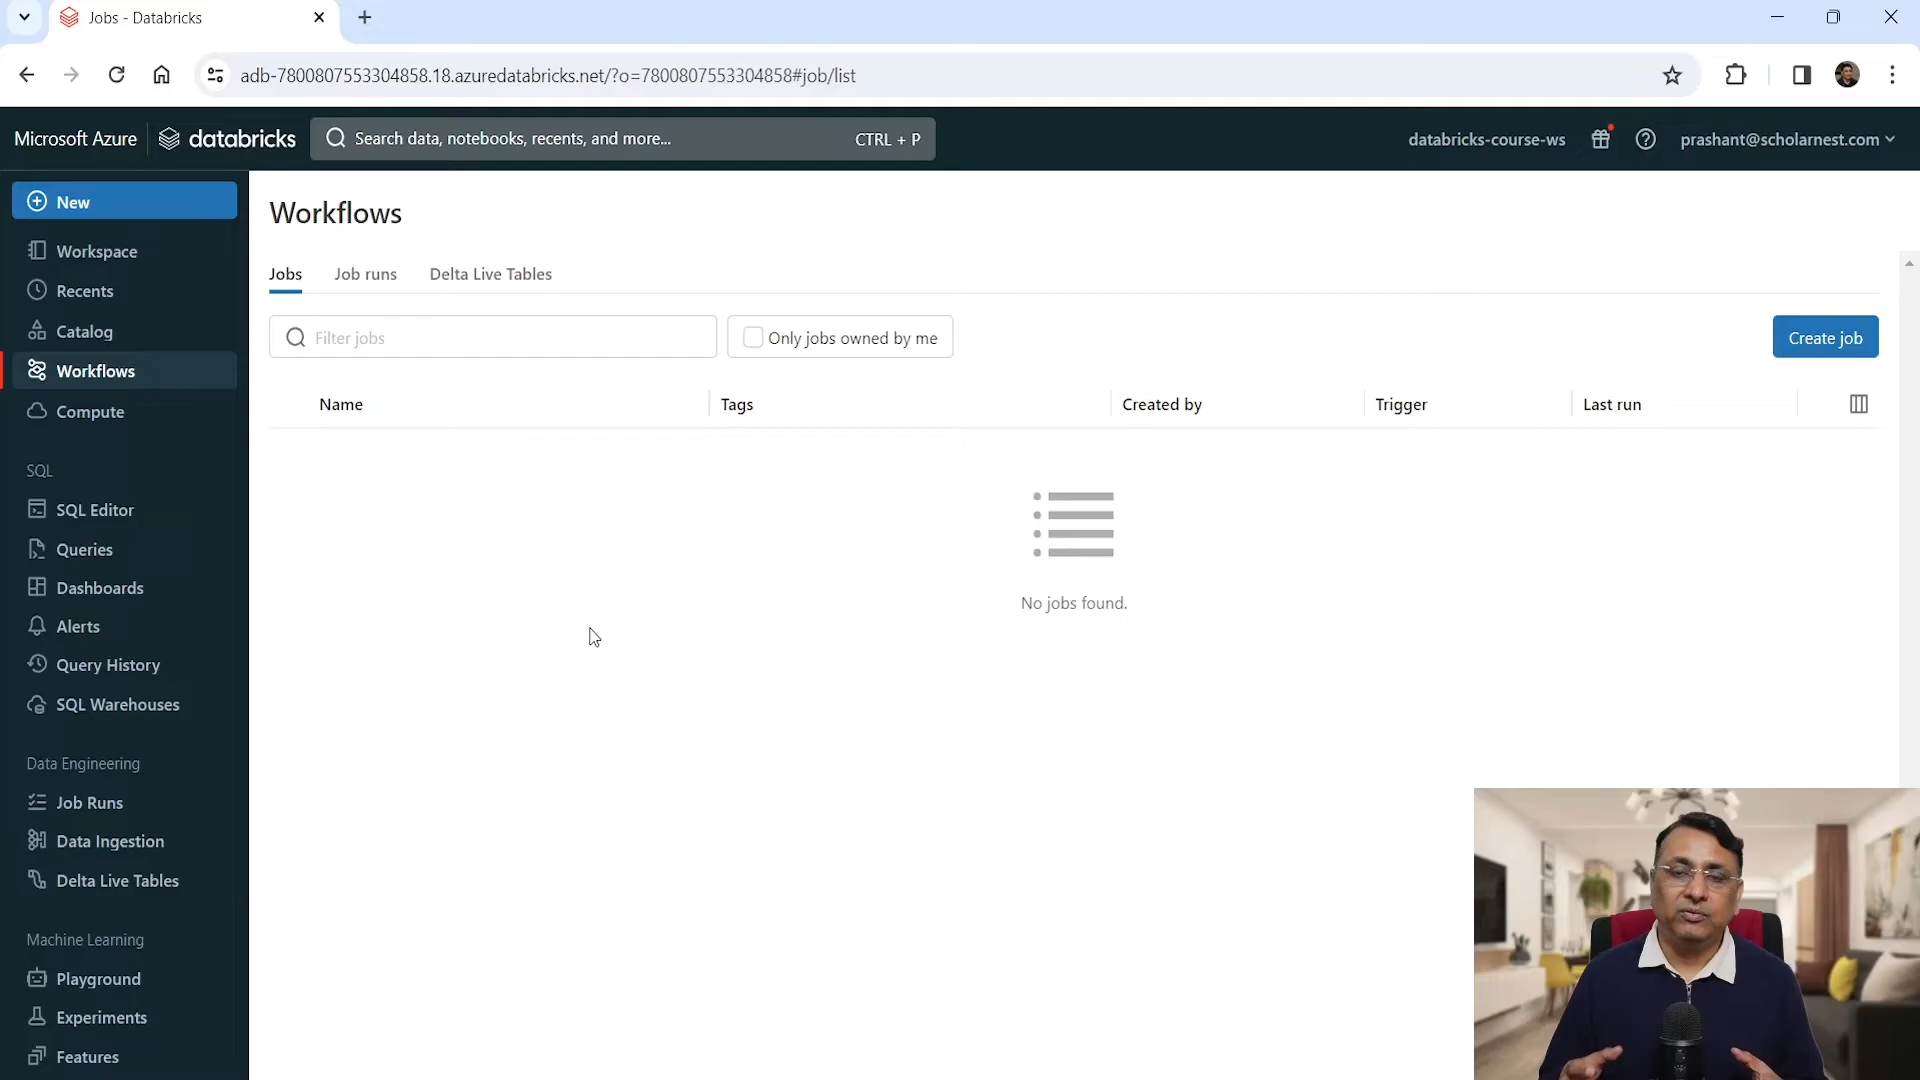 Jobs - Databricks
adb-7800807553304858.18.azuredatabricks.net/?o=7800807553304858#job/list
Microsoft Azure
databricks
Search data, notebooks, recents, and more...
CTRL + P
databricks-course-ws
prashant@scholarnest.com
New
Workspace
Recents
Catalog
Workflows
Compute
SQL
SQL Editor
Queries
Dashboards
Alerts
Query History
SQL Warehouses
Data Engineering
Job Runs
Data Ingestion
Delta Live Tables
Machine Learning
Playground
Experiments
Features
Workflows
Jobs
Job runs
Delta Live Tables
Filter jobs
Only jobs owned by me
Create job
Name
Tags
Created by
Trigger
Last run
No jobs found.